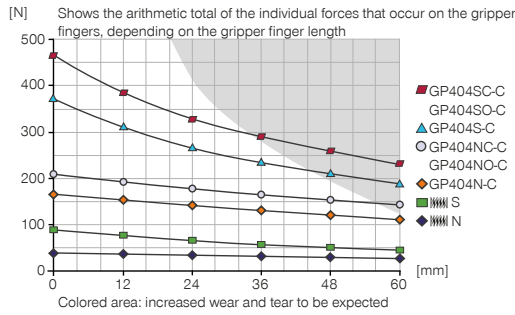 [N] Shows the arithmetic total of the individual forces that occur on the gripper
fingers, depending on the gripper finger length
500
400
300
200
100
0
0 12 24 36 48 60 [mm]
GP404SC-C
GP404SO-C
GP404S-C
GP404NC-C
GP404NO-C
GP404N-C
S
N
Colored area: increased wear and tear to be expected